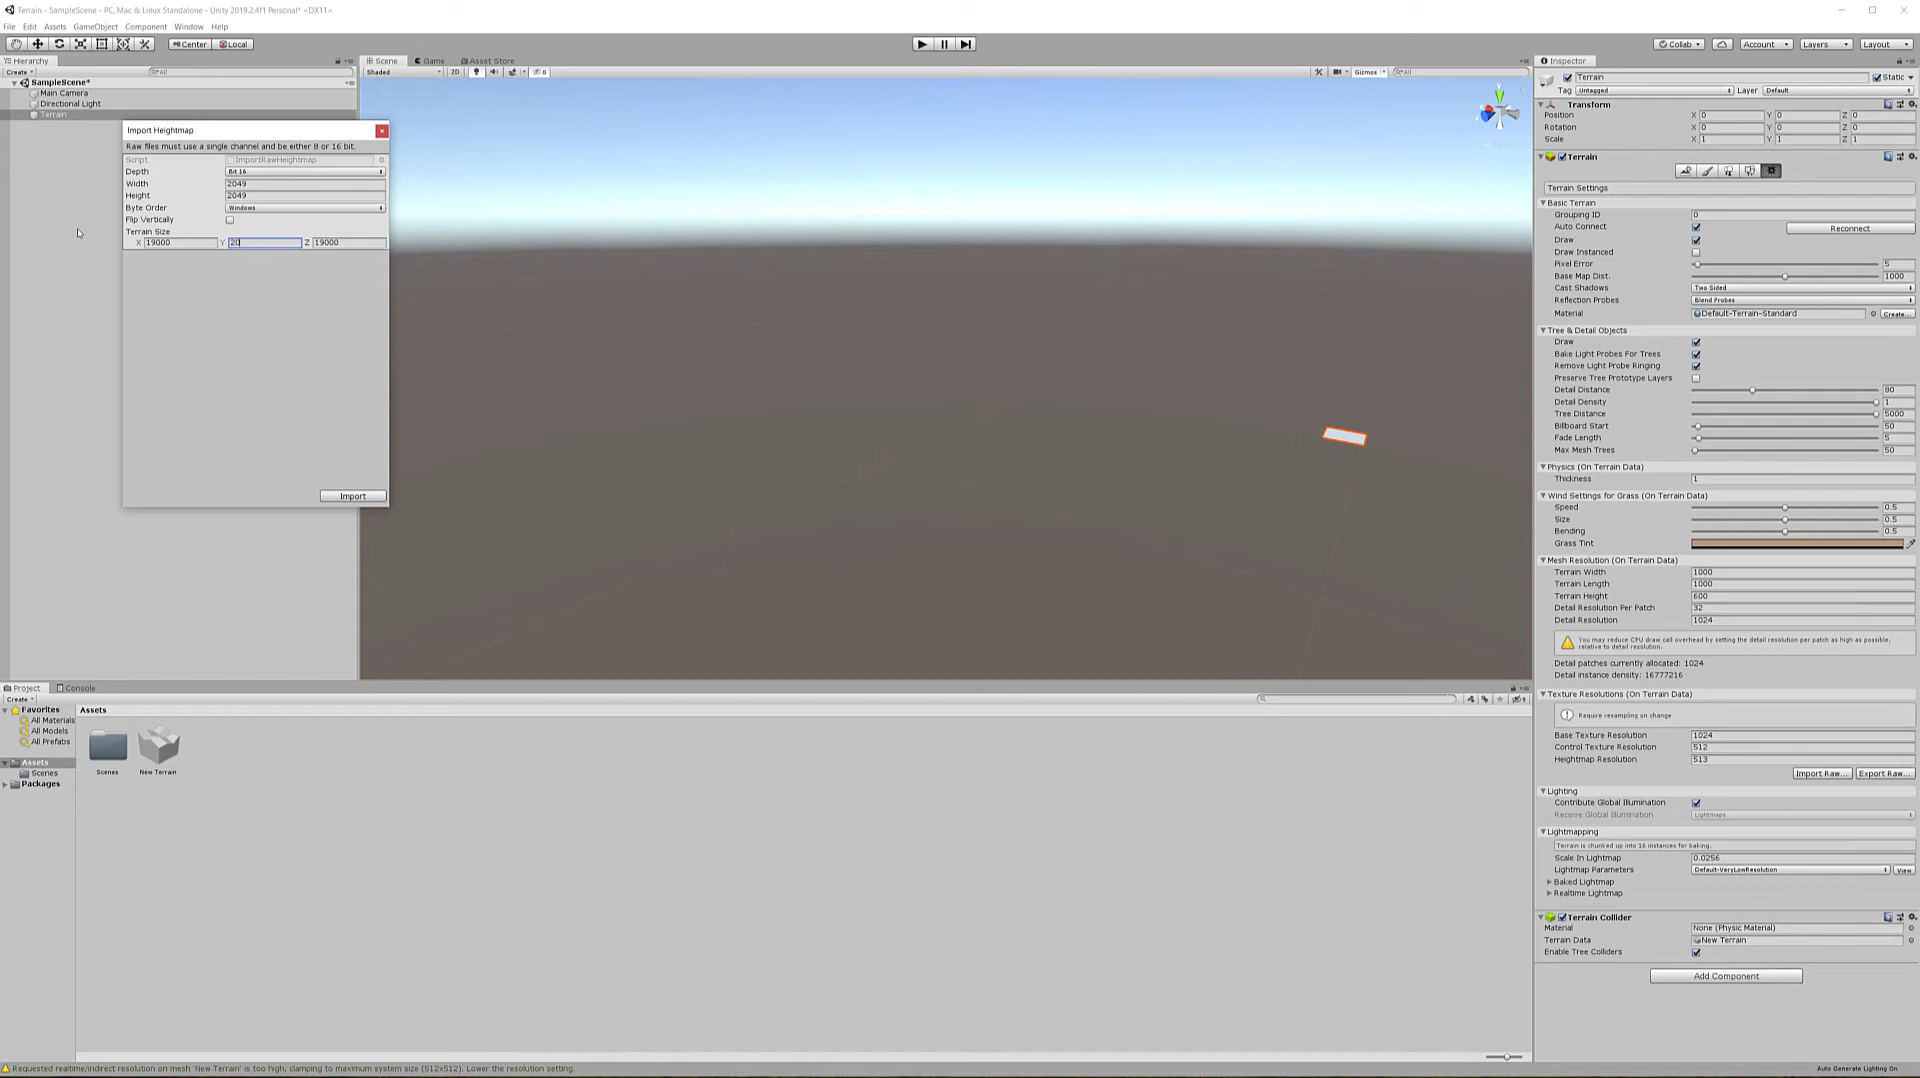 Terrain - SampleScene - PC, Mac & Linux Standalone - Unity 2019.2.4f1 Personal* <DX11>
File Edit Assets GameObject Component Window Help
Center Local
Collab Account Layers Layout
Hierarchy
Create All
SampleScene*
Main Camera
Directional Light
Terrain
Import Heightmap
Raw files must use a single channel and be either 8 or 16 bit.
Script ImportRawHeightmap
Depth Bit 16
Width 2049
Height 2049
Byte Order Windows
Flip Vertically
Terrain Size
X 19000 Y 20 Z 19000
Import
Scene Game Asset Store
Shaded 2D 0 Gizmos All
Inspector
Terrain Static
Tag Untagged Layer Default
Transform
Position X 0 Y 0 Z 0
Rotation X 0 Y 0 Z 0
Scale X 1 Y 1 Z 1
Terrain
Terrain Settings
Basic Terrain
Grouping ID 0
Auto Connect Reconnect
Draw
Draw Instanced
Pixel Error 5
Base Map Dist. 1000
Cast Shadows Two Sided
Reflection Probes Blend Probes
Material Default-Terrain-Standard Create...
Tree & Detail Objects
Draw
Bake Light Probes For Trees
Remove Light Probe Ringing
Preserve Tree Prototype Layers
Detail Distance 80
Detail Density 1
Tree Distance 5000
Billboard Start 50
Fade Length 5
Max Mesh Trees 50
Physics (On Terrain Data)
Thickness 1
Wind Settings for Grass (On Terrain Data)
Speed 0.5
Size 0.5
Bending 0.5
Grass Tint
Mesh Resolution (On Terrain Data)
Terrain Width 1000
Terrain Length 1000
Terrain Height 600
Detail Resolution Per Patch 32
Detail Resolution 1024
You may reduce CPU draw call overhead by setting the detail resolution per patch as high as possible,
relative to detail resolution.
Detail patches currently allocated: 1024
Detail instance density: 16777216
Texture Resolutions (On Terrain Data)
Require resampling on change
Base Texture Resolution 1024
Control Texture Resolution 512
Heightmap Resolution 513
Import Raw... Export Raw...
Lighting
Contribute Global Illumination
Receive Global Illumination Lightmaps
Lightmapping
Terrain is chunked up into 16 instances for baking.
Scale In Lightmap 0.0256
Lightmap Parameters Default-VeryLowResolution View
Baked Lightmap
Realtime Lightmap
Terrain Collider
Material None (Physic Material)
Terrain Data New Terrain
Enable Tree Colliders
Add Component
Project Console
Create
Favorites
All Materials
All Models
All Prefabs
Assets
Scenes
Packages
Assets
Scenes New Terrain
Requested realtime/indirect resolution on mesh 'New Terrain' is too high, clamping to maximum system size (512x512). Lower the resolution setting.
Auto Generate Lighting On